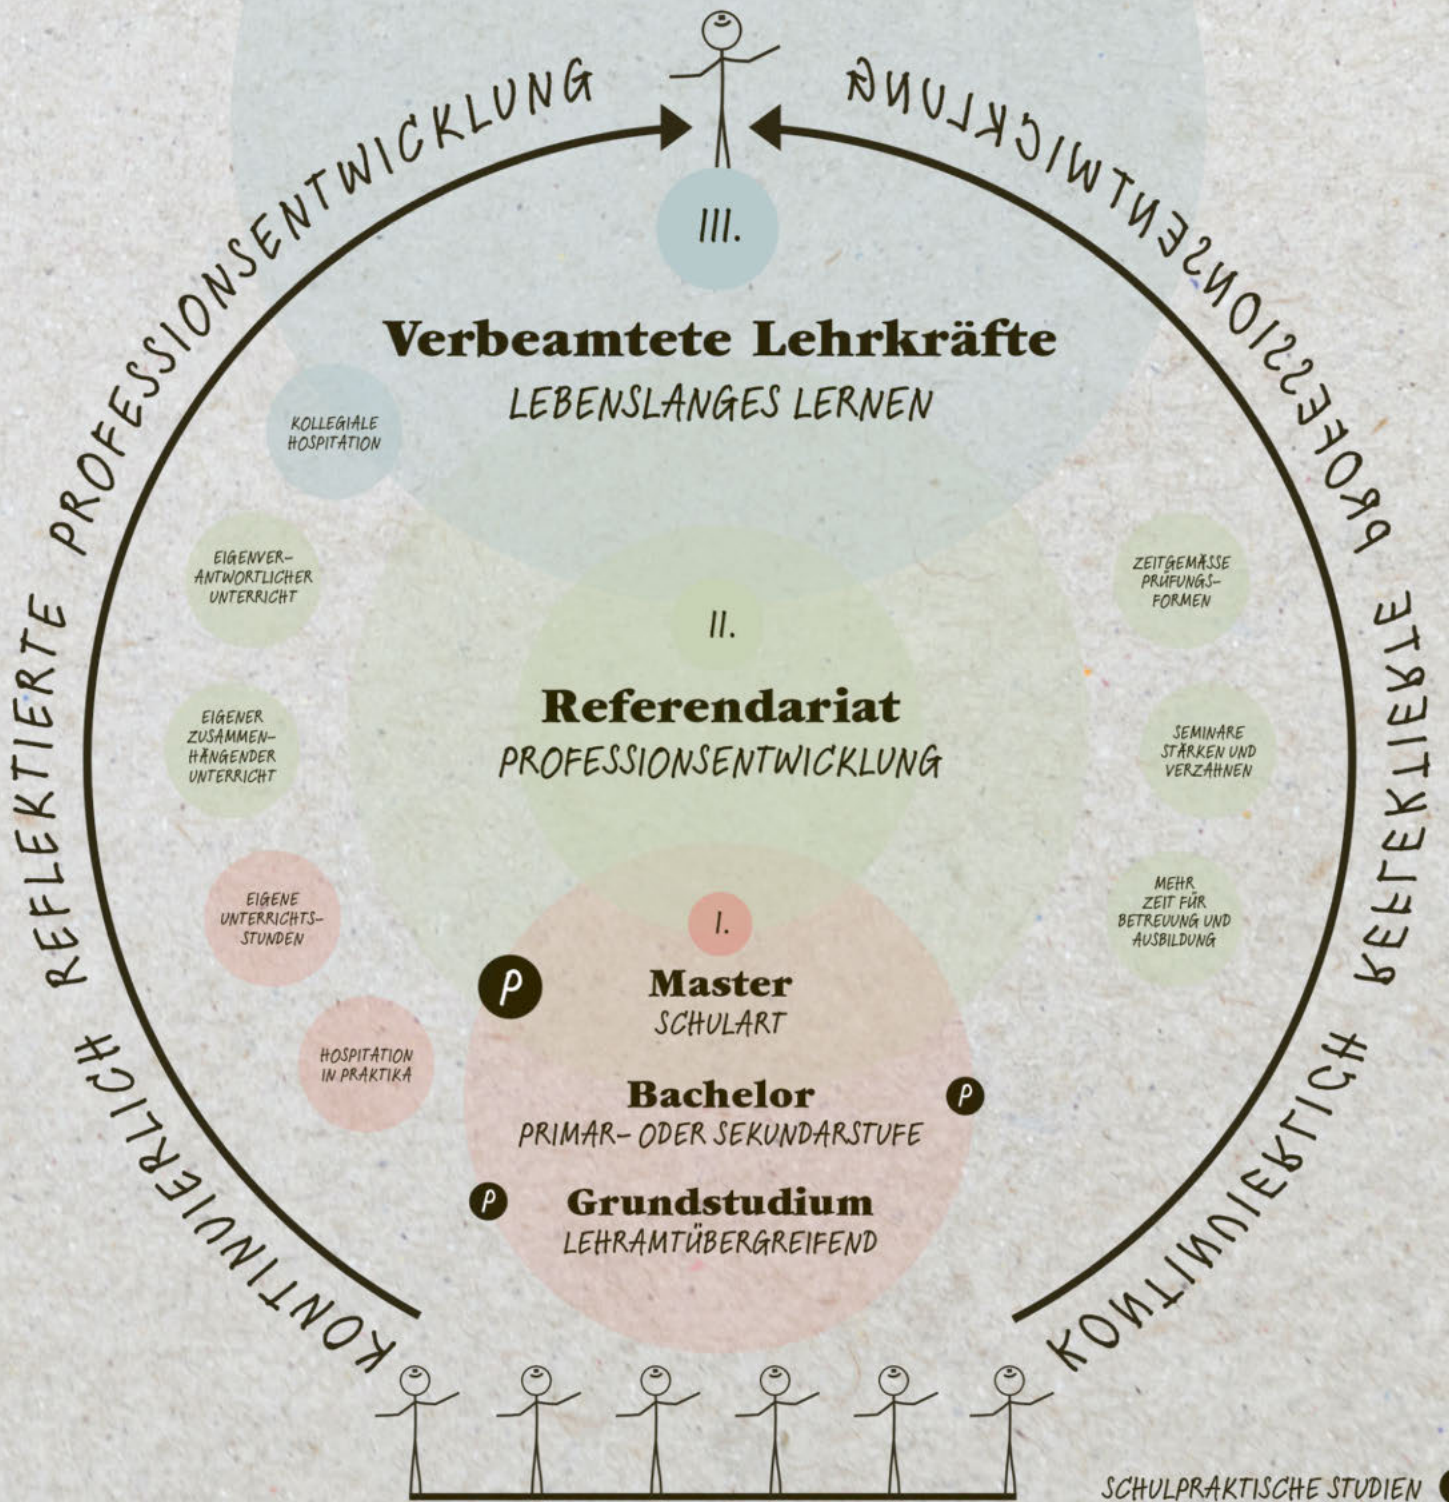 KONTINUIERLICH REFLEKTIERTE PROFESSIONSENTWICKLUNG
KONTINUIERLICH REFLEKTIERTE PROFESSIONSENTWICKLUNG
III.
Verbeamtete Lehrkräfte
LEBENSLANGES LERNEN
KOLLEGIALE
HOSPITATION
EIGENVER-
ANTWORTLICHER
UNTERRICHT
EIGENER
ZUSAMMEN-
HÄNGENDER
UNTERRICHT
EIGENE
UNTERRICHTS-
STUNDEN
HOSPITATION
IN PRAKTIKA
II.
Referendariat
PROFESSIONSENTWICKLUNG
ZEITGEMÄSSE
PRÜFUNGS-
FORMEN
SEMINARE
STÄRKEN UND
VERZAHNEN
MEHR
ZEIT FÜR
BETREUUNG UND
AUSBILDUNG
I.
P
Master
SCHULART
Bachelor
P
PRIMAR- ODER SEKUNDARSTUFE
P
Grundstudium
LEHRAMTÜBERGREIFEND
SCHULPRAKTISCHE STUDIEN